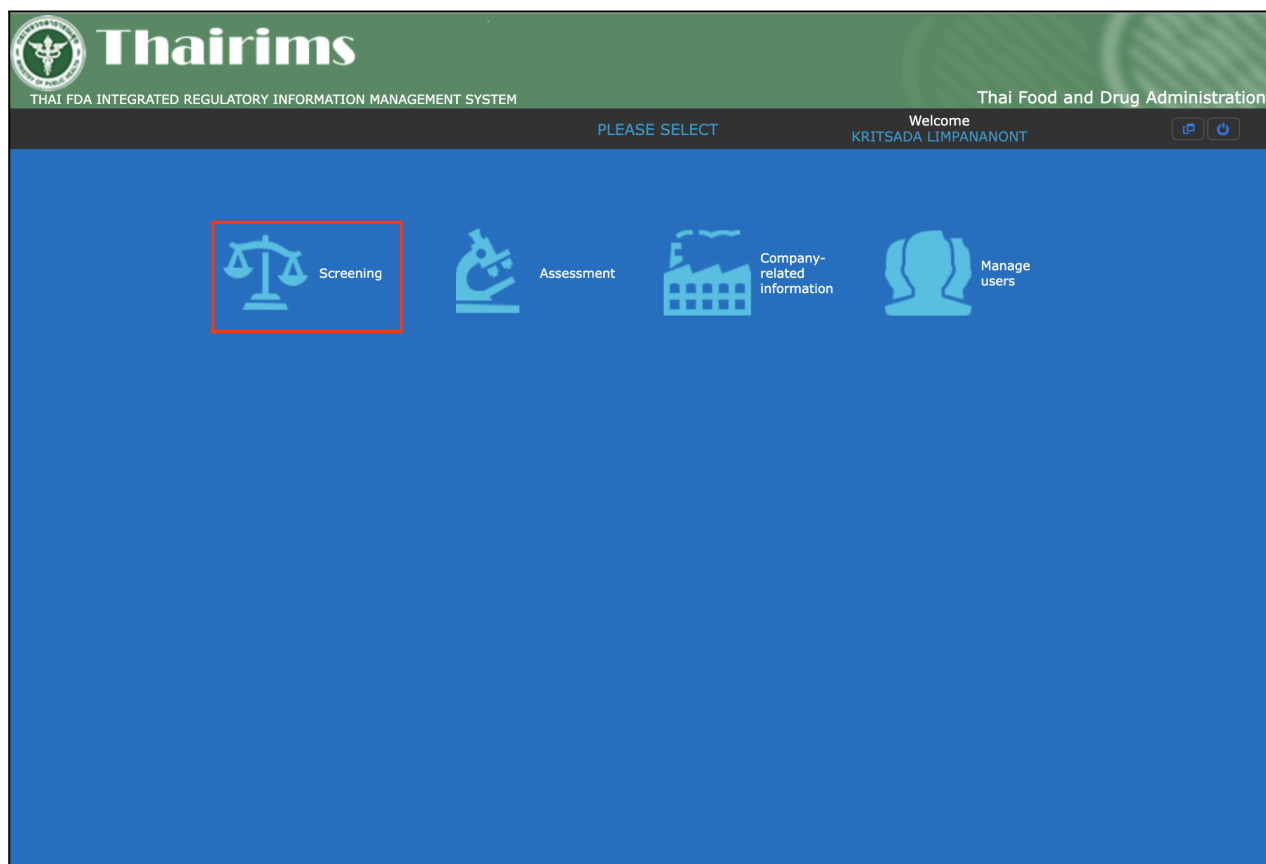 Thairims
THAI FDA INTEGRATED REGULATORY INFORMATION MANAGEMENT SYSTEM
Thai Food and Drug Administration
PLEASE SELECT
Welcome
KRITSADA LIMPANANONT
Screening
Assessment
Company-
related
information
Manage
users